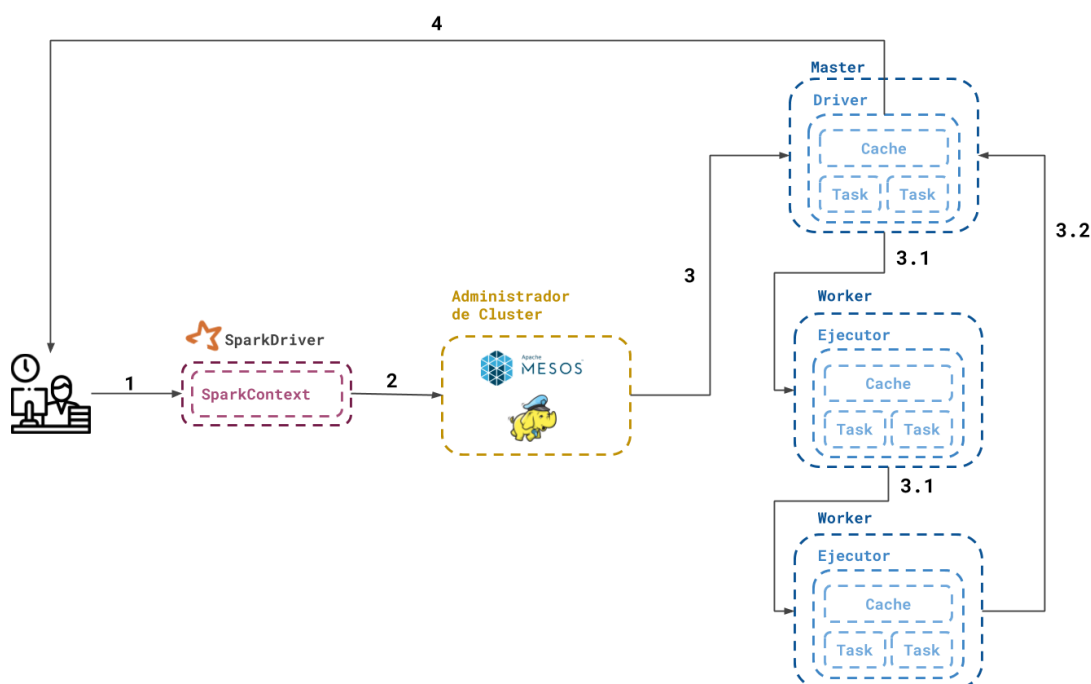 4
Master
Driver
Cache
Task Task
3.1
3.2
3
Administrador
de Cluster
Apache
MESOS
SparkDriver
SparkContext
1
2
Worker
Ejecutor
Cache
Task Task
3.1
Worker
Ejecutor
Cache
Task Task